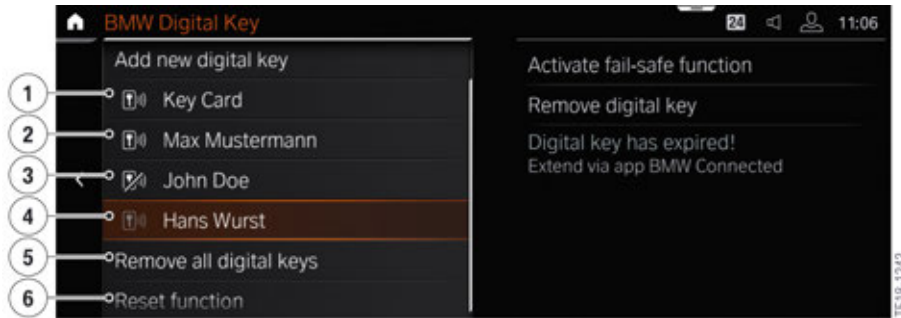 BMW Digital Key
24
11:06
Add new digital key
1
Key Card
2
Max Mustermann
3
John Doe
4
Hans Wurst
5
Remove all digital keys
6
Reset function
Activate fail-safe function
Remove digital key
Digital key has expired!
Extend via app BMW Connected
TE18-1242